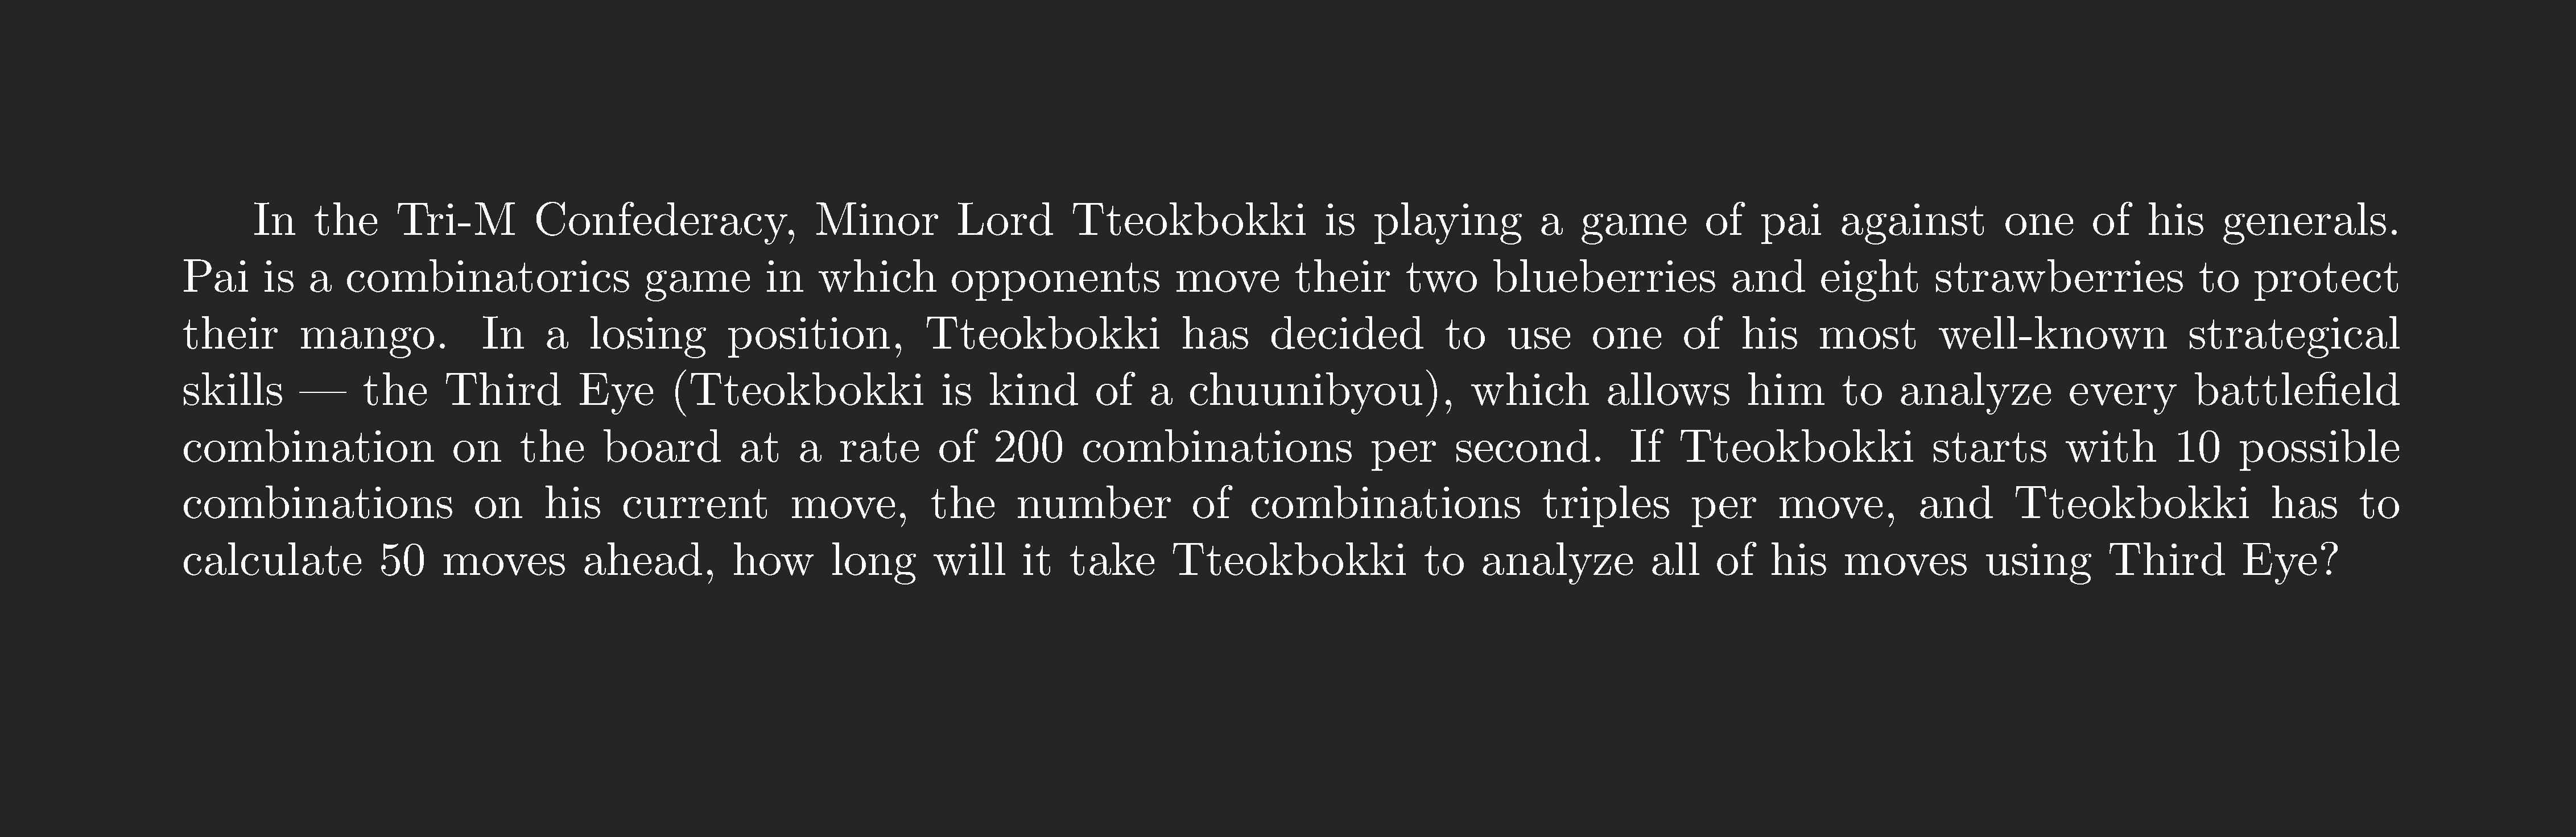 In the Tri-M Confederacy, Minor Lord Tteokbokki is playing a game of pai against one of his generals.
Pai is a combinatorics game in which opponents move their two blueberries and eight strawberries to protect
their mango. In a losing position, Tteokbokki has decided to use one of his most well-known strategical
skills — the Third Eye (Tteokbokki is kind of a chuunibyou), which allows him to analyze every battlefield
combination on the board at a rate of 200 combinations per second. If Tteokbokki starts with 10 possible
combinations on his current move, the number of combinations triples per move, and Tteokbokki has to
calculate 50 moves ahead, how long will it take Tteokbokki to analyze all of his moves using Third Eye?